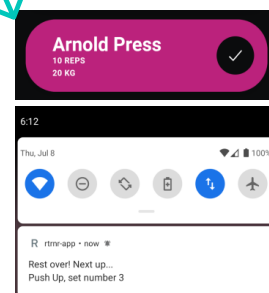 Arnold Press
10 REPS
20 KG
6:12
Thu, Jul 8 100%
R rtrnr-app • now
Rest over! Next up...
Push Up, set number 3